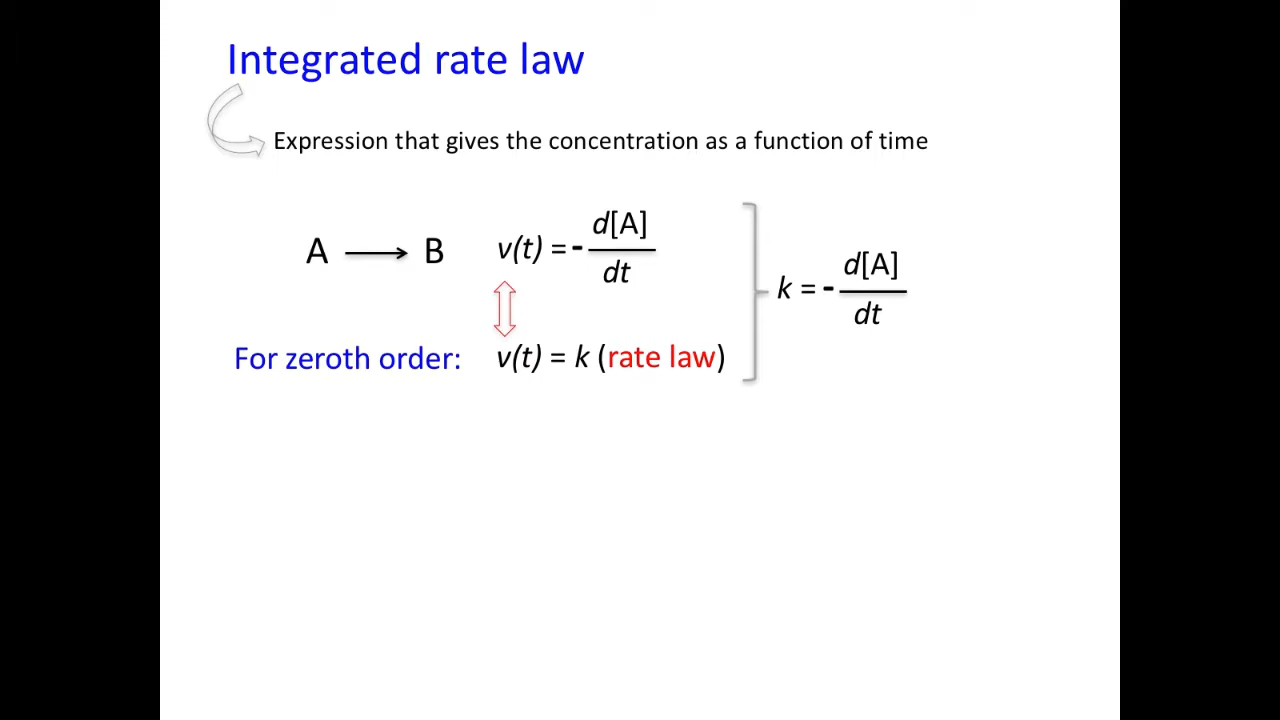 Integrated rate law
Expression that gives the concentration as a function of time
A ⟶ B v(t) = - d[A]/dt
k = - d[A]/dt
For zeroth order: v(t) = k (rate law)